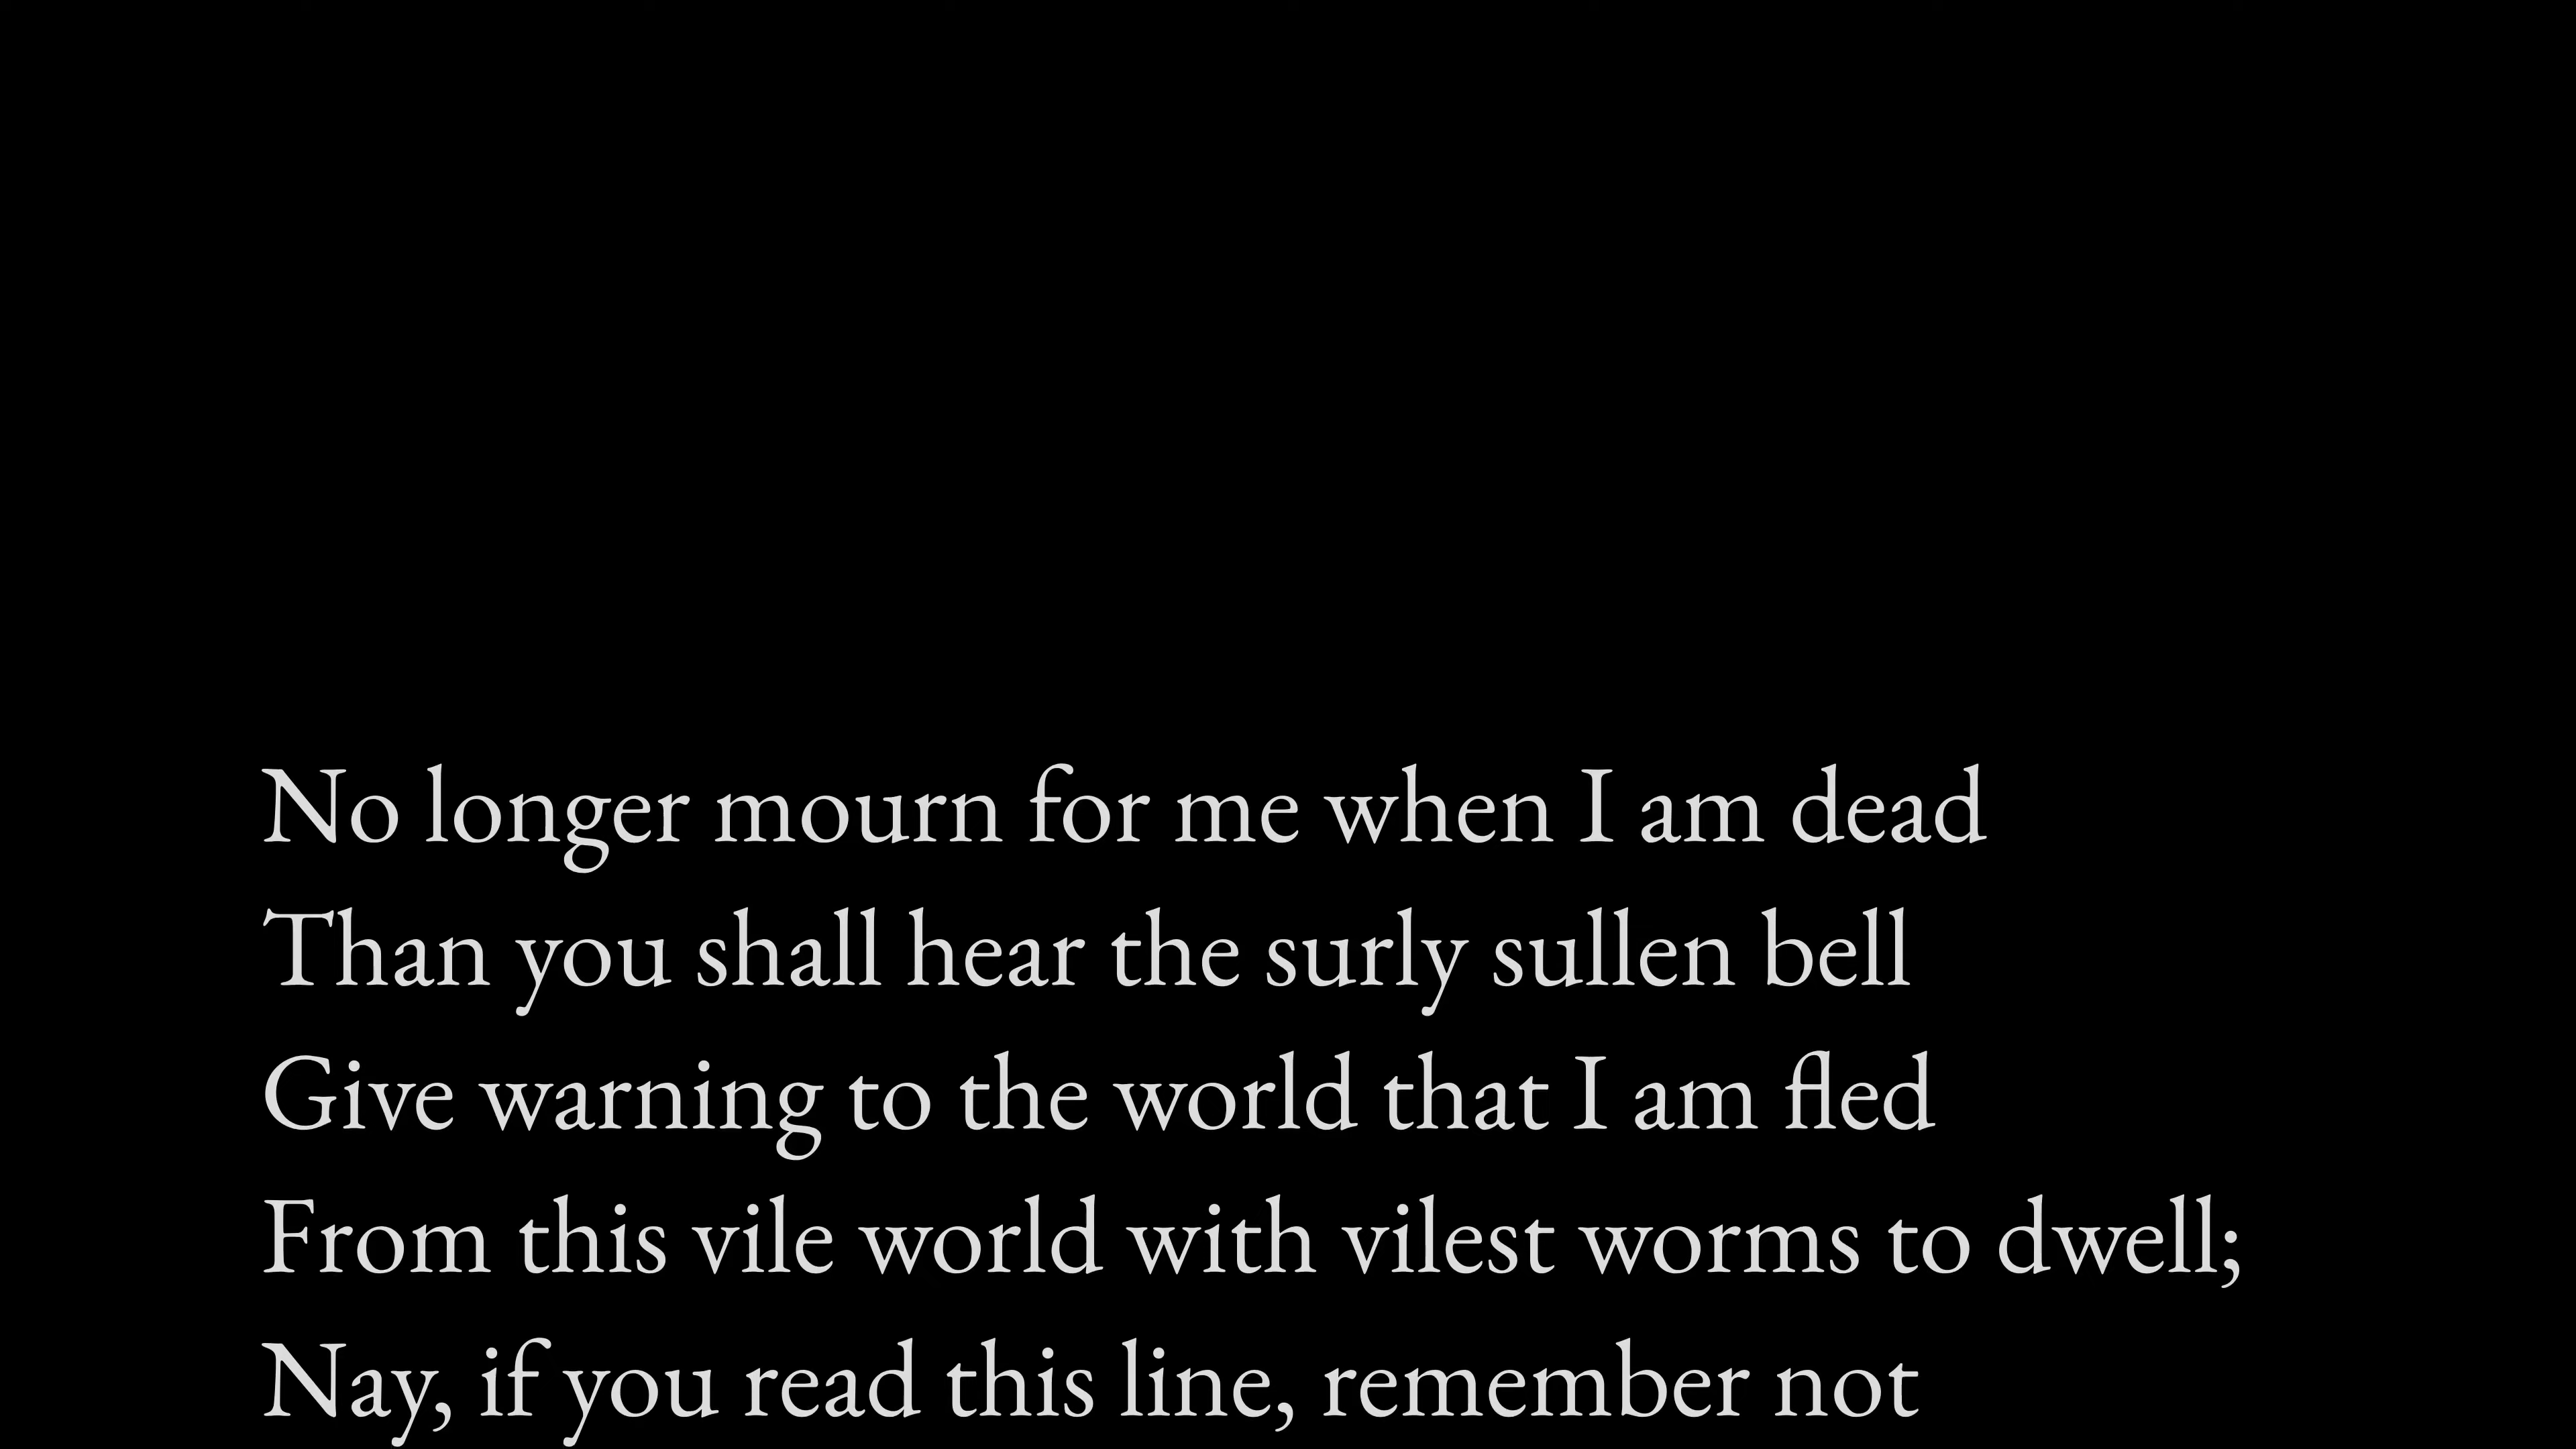 No longer mourn for me when I am dead
Than you shall hear the surly sullen bell
Give warning to the world that I am fled
From this vile world with vilest worms to dwell;
Nay, if you read this line, remember not